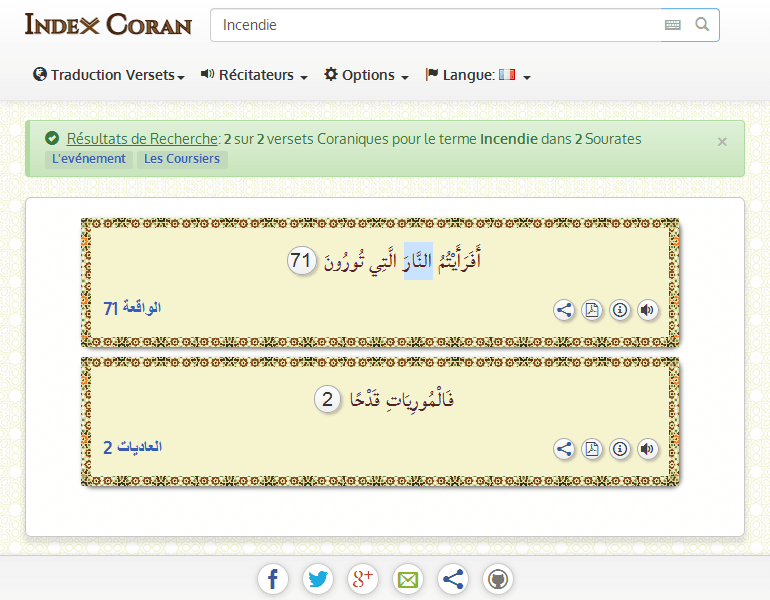 INDEX CORAN
Incendie
Traduction Versets
Récitateurs
Options
Langue:
Résultats de Recherche: 2 sur 2 versets Coraniques pour le terme Incendie dans 2 Sourates
×
L'evénement Les Coursiers
أَفَرَأَيْتُمُ النَّارَ الَّتِي تُورُونَ 71
الواقعة 71
فَالْمُورِيَاتِ قَدْحًا 2
العاديات 2